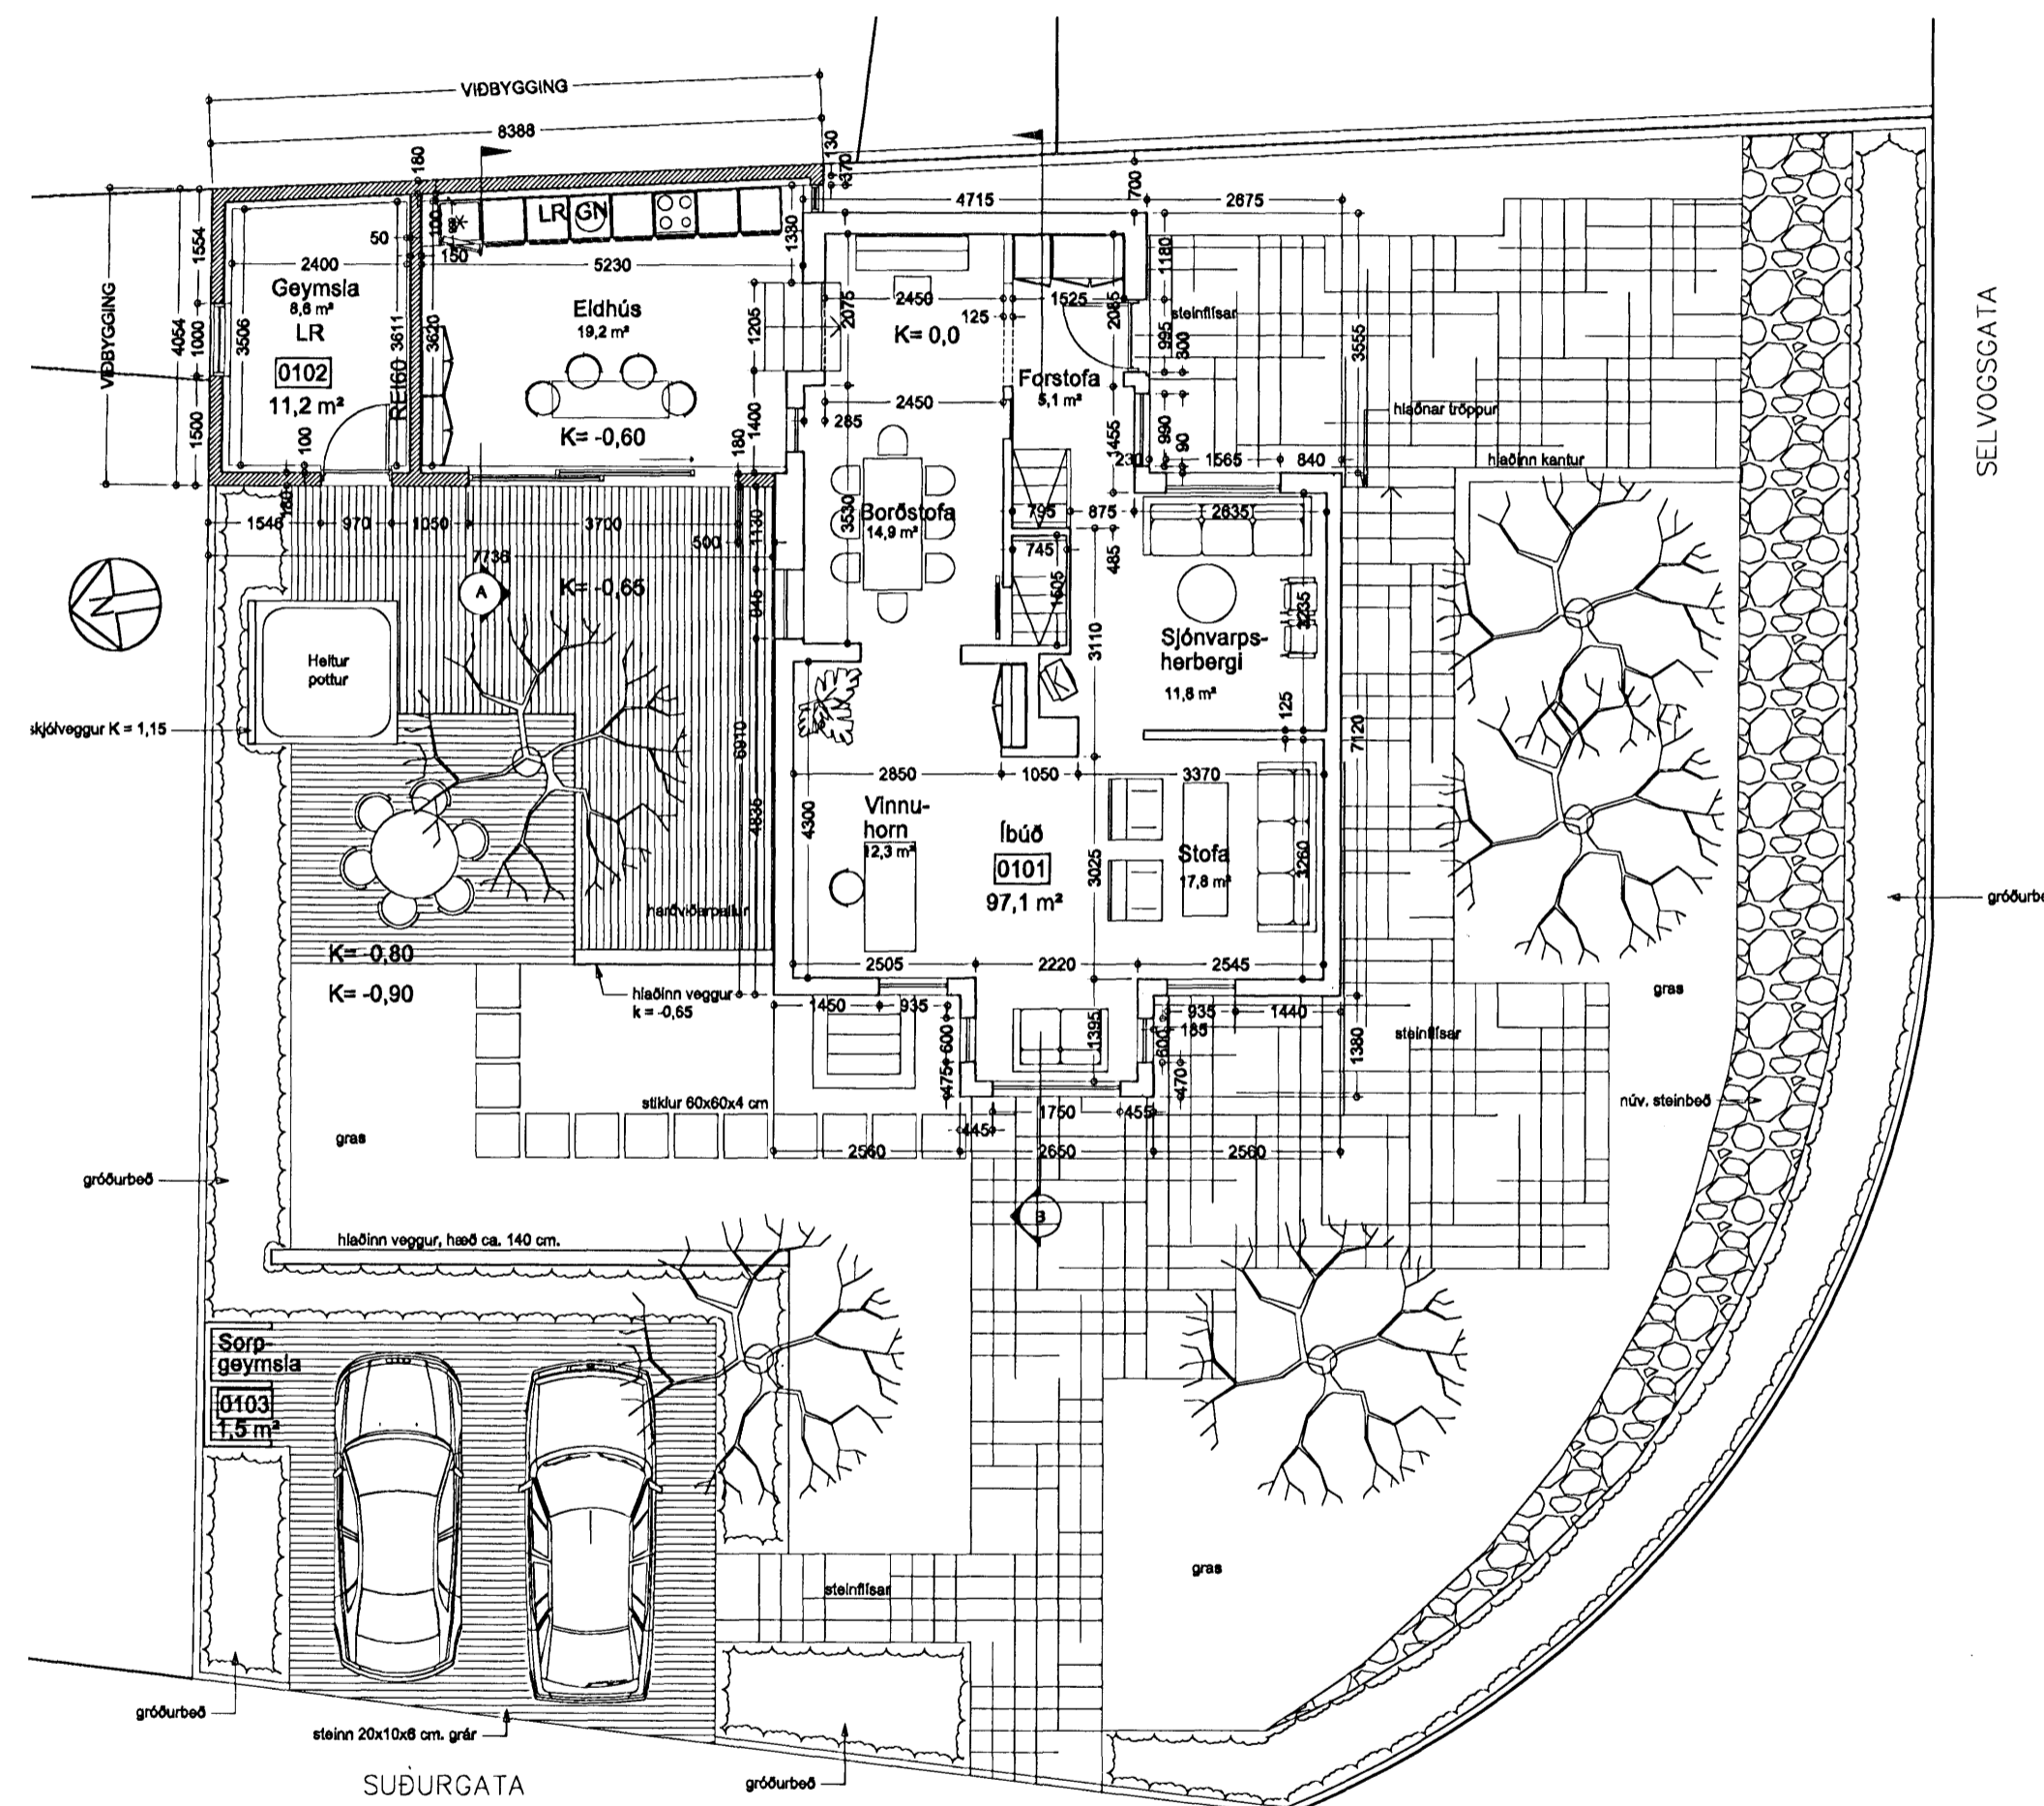 VIÐBYGGING
8388
180
130
370
4715
700
2875
VIÐBYGGING
4054
1554
1000
1500
50
100
150
LR
GN
1380
2400
5230
Geymsla
8,6 m²
LR
0102
11,2 m²
3506
3611
REI60
3620
100
180
Eldhús
19,2 m²
K= -0,60
1205
1400
180
285
2075
2450
125
1525
2085
K= 0,0
2450
Forstofa
5,1 m²
1180
995
300
steinflísar
3555
1455
990
90
230
1565
840
hlaðnar tröppur
hlaðinn kantur
SELVOGSGATA
1546
970
1050
3700
500
7736
1130
945
K= -0,65
A
3530
Borðstofa
14,9 m²
795
875
2635
745
485
1505
3110
3235
Sjónvarps-
herbergi
11,8 m²
125
7120
Heitur
pottur
skjólveggur K = 1,15
6910
4835
2850
1050
3370
4300
Vinnu-
horn
12,3 m²
Íbúð
0101
97,1 m²
3025
Stofa
17,8 m²
3260
harðviðarpallur
K= -0,80
K= -0,90
hlaðinn veggur
k = -0,65
2505
2220
2545
1450
935
600
475
1395
600
935
185
1440
470
1380
gras
steinflísar
núv. steinbeð
stiklur 60x60x4 cm
1750
455
445
2560
2650
2560
gras
gróðurbeð
B
hlaðinn veggur, hæð ca. 140 cm.
Sorp-
geymsla
0103
1,5 m²
steinflísar
gras
gróðurbeð
steinn 20x10x6 cm. grár
gróðurbeð
SUÐURGATA